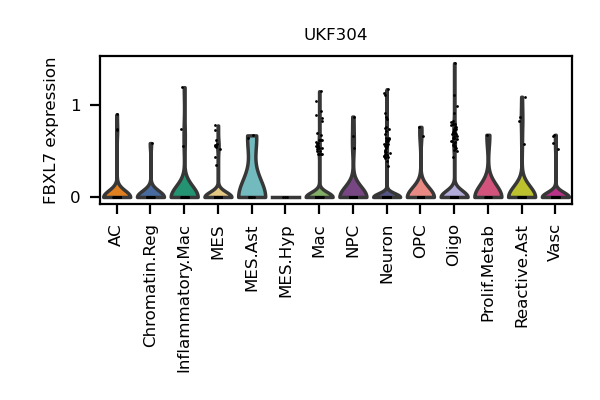 UKF304
FBXL7 expression
1
0
AC
Chromatin.Reg
Inflammatory.Mac
MES
MES.Ast
MES.Hyp
Mac
NPC
Neuron
OPC
Oligo
Prolif.Metab
Reactive.Ast
Vasc